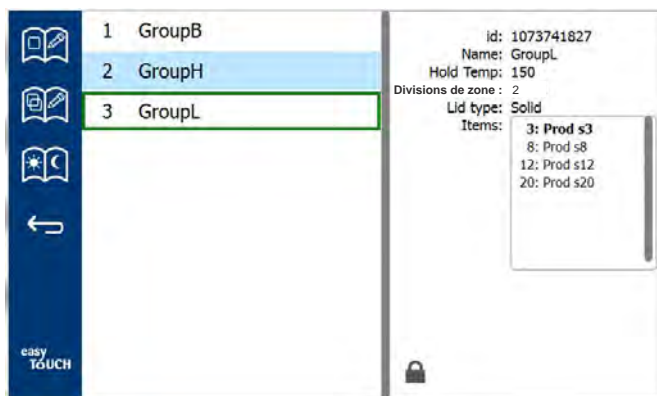 1 GroupB
2 GroupH
3 GroupL
easy
TOUCH
id: 1073741827
Name: GroupL
Hold Temp: 150
Divisions de zone : 2
Lid type: Solid
Items:
3: Prod s3
8: Prod s8
12: Prod s12
20: Prod s20